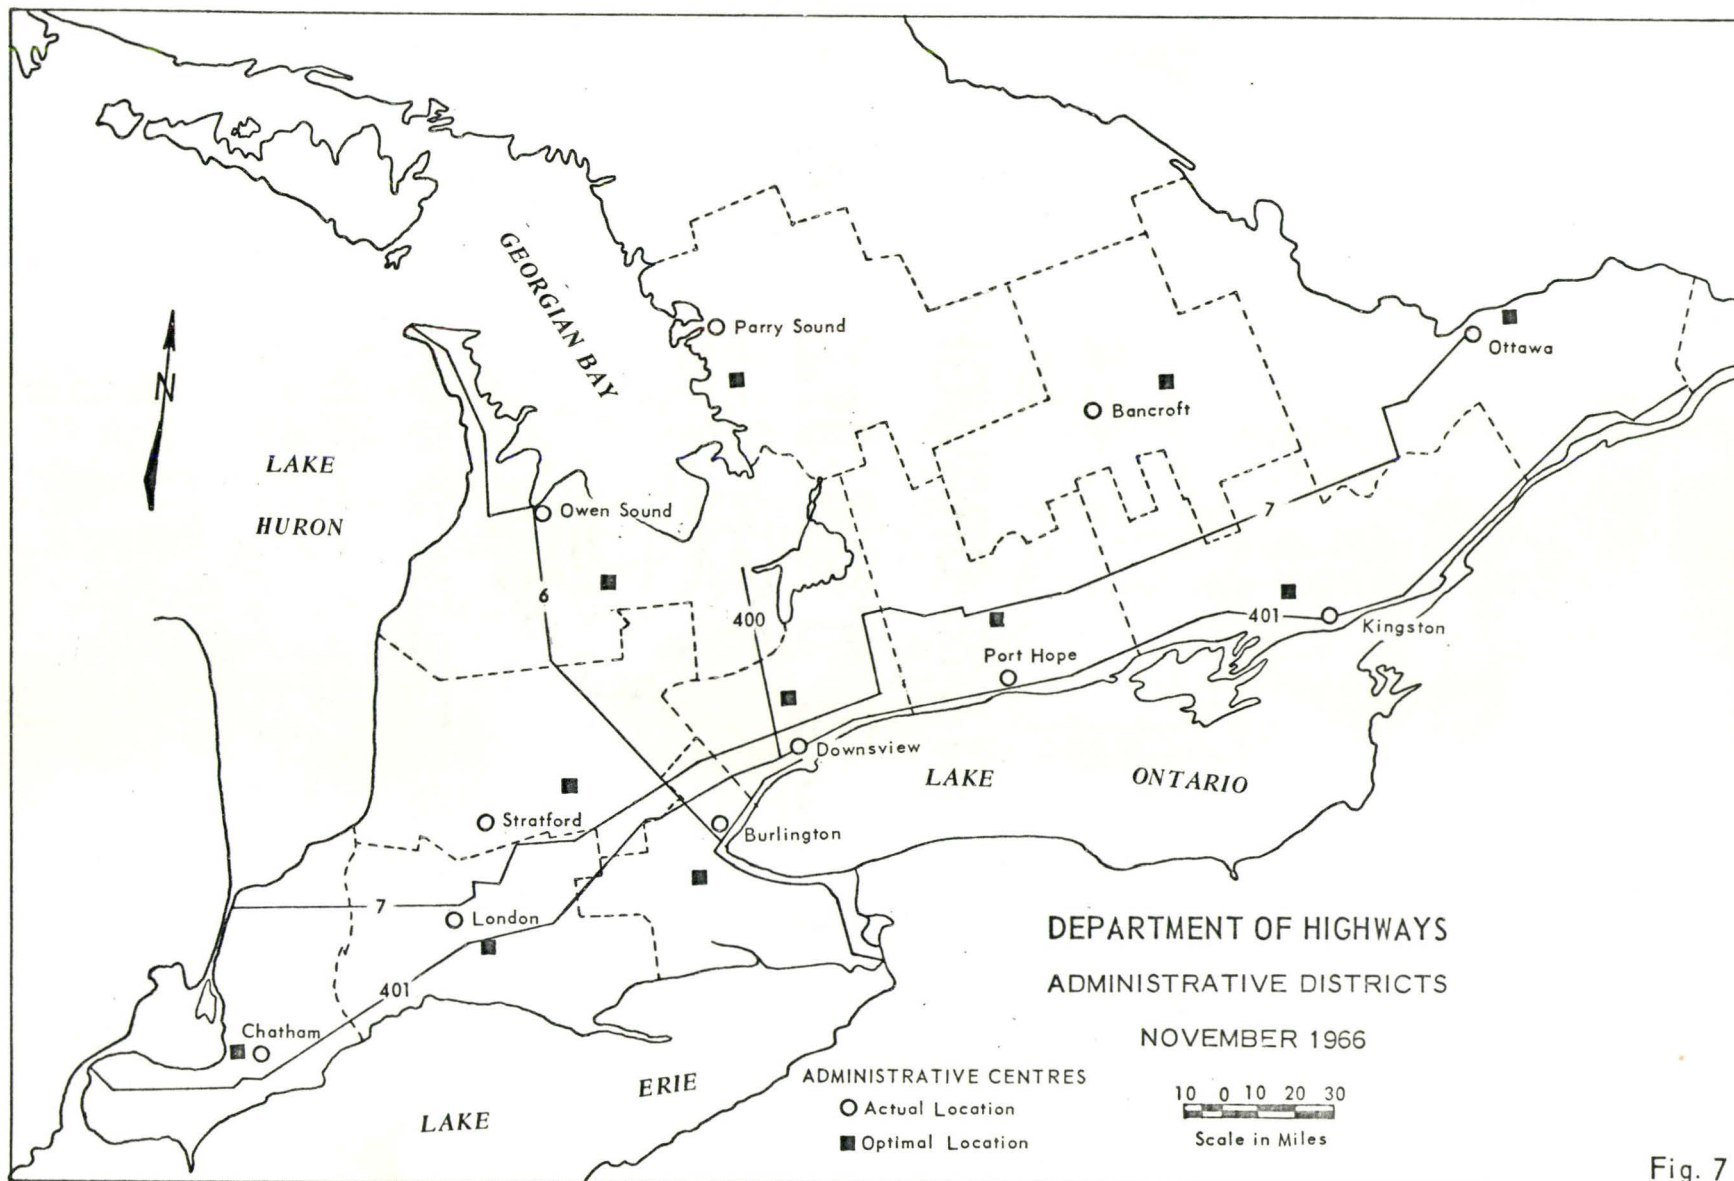 GEORGIAN BAY
Parry Sound
Ottawa
Bancroft
N
LAKE
HURON
Owen Sound
7
6
400
401
Kingston
Port Hope
Downsview
LAKE ONTARIO
Stratford
Burlington
7
London
401
Chatham
LAKE ERIE
DEPARTMENT OF HIGHWAYS
ADMINISTRATIVE DISTRICTS
NOVEMBER 1966
ADMINISTRATIVE CENTRES
Actual Location
Optimal Location
10 0 10 20 30
Scale in Miles
Fig. 7